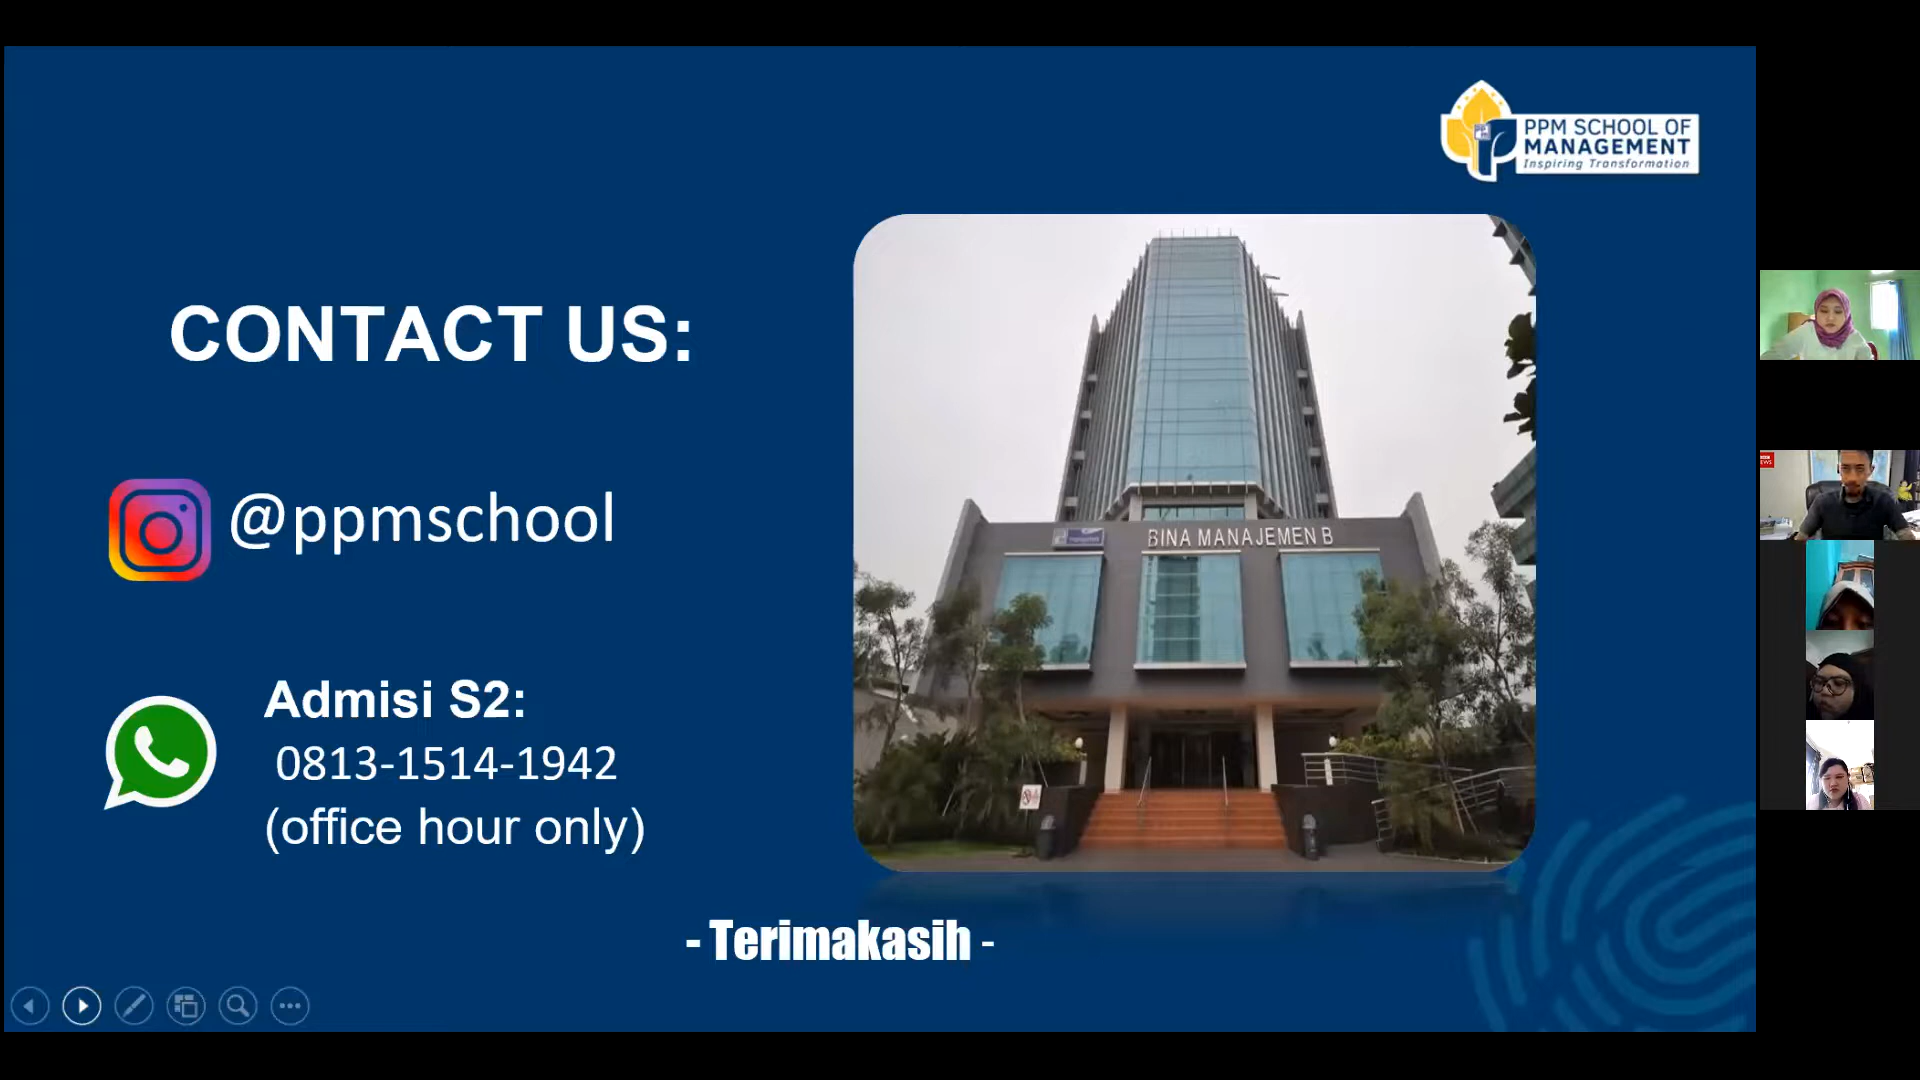 PPM SCHOOL OF
MANAGEMENT
Inspiring Transformation
CONTACT US:
@ppmschool
Admisi S2:
0813-1514-1942
(office hour only)
BINA MANAJEMEN B
- Terimakasih -